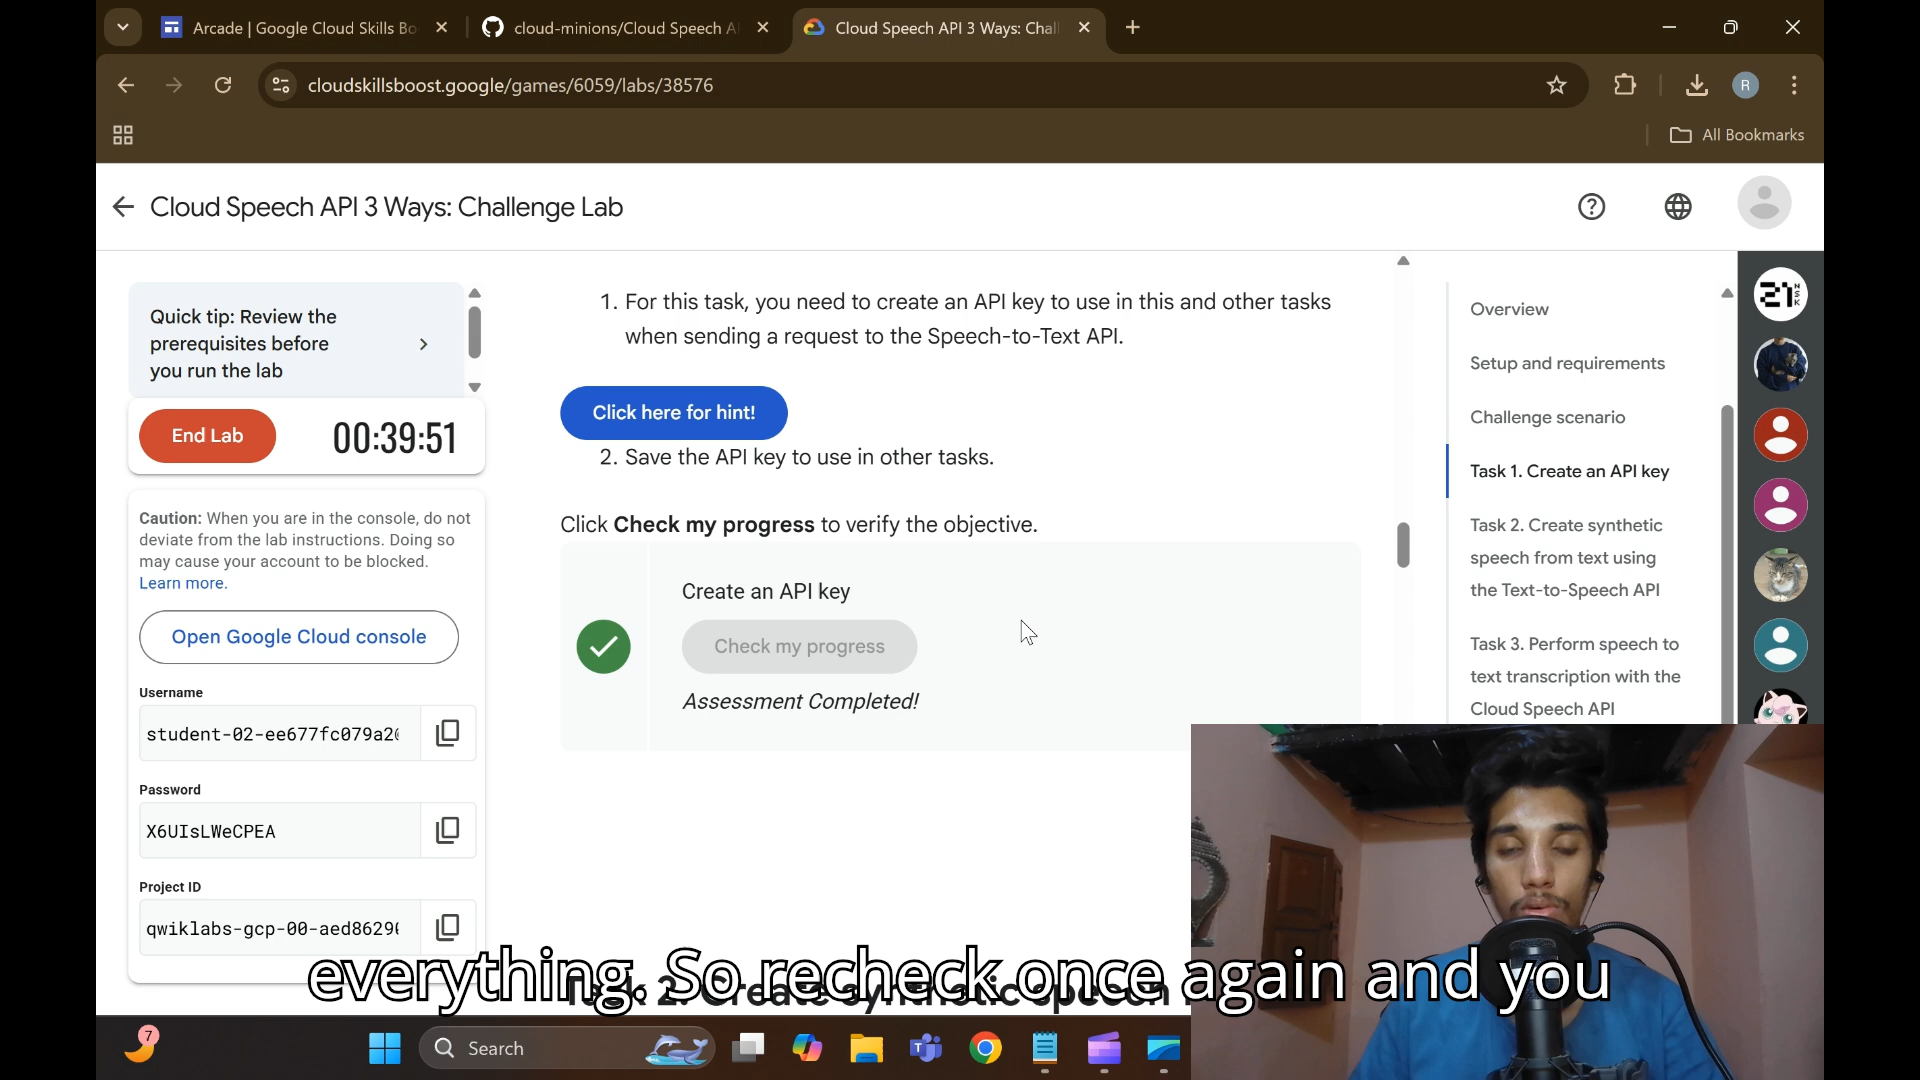 Arcade | Google Cloud Skills Bo
cloud-minions/Cloud Speech A
Cloud Speech API 3 Ways: Chal
cloudskillsboost.google/games/6059/labs/38576
R
All Bookmarks
Cloud Speech API 3 Ways: Challenge Lab
Quick tip: Review the
prerequisites before
you run the lab
End Lab
00:39:51
Caution: When you are in the console, do not
deviate from the lab instructions. Doing so
may cause your account to be blocked.
Learn more.
Open Google Cloud console
Username
student-02-ee677fc079a2
Password
X6UIsLWeCPEA
Project ID
qwiklabs-gcp-00-aed8629
1. For this task, you need to create an API key to use in this and other tasks
when sending a request to the Speech-to-Text API.
Click here for hint!
2. Save the API key to use in other tasks.
Click Check my progress to verify the objective.
Create an API key
Check my progress
Assessment Completed!
Task 2. Create synthetic speech
Overview
Setup and requirements
Challenge scenario
Task 1. Create an API key
Task 2. Create synthetic
speech from text using
the Text-to-Speech API
Task 3. Perform speech to
text transcription with the
Cloud Speech API
21
NSK
everything. So recheck once again and you
7
Search